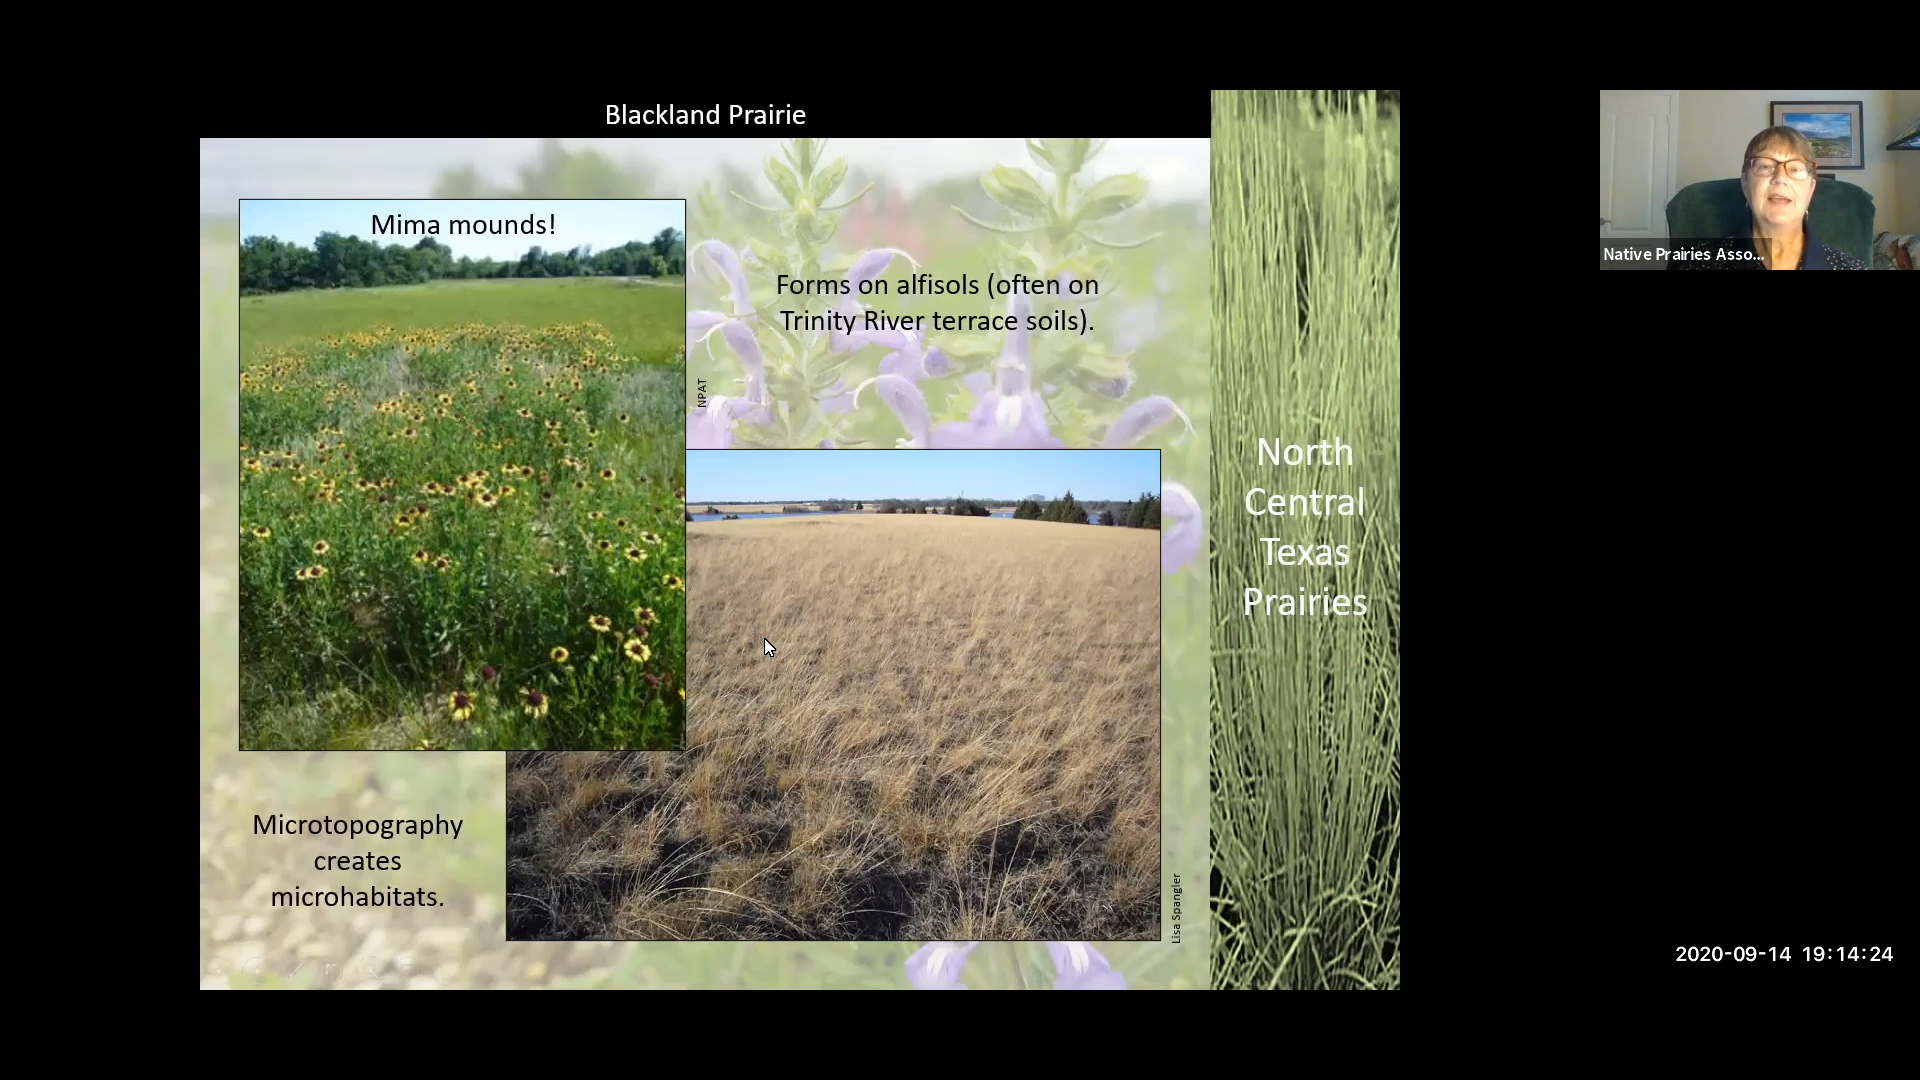 Blackland Prairie
Mima mounds!
Forms on alfisols (often on
Trinity River terrace soils).
NPAT
Microtopography
creates
microhabitats.
Lisa Spangler
North
Central
Texas
Prairies
Native Prairies Asso...
2020-09-14 19:14:24